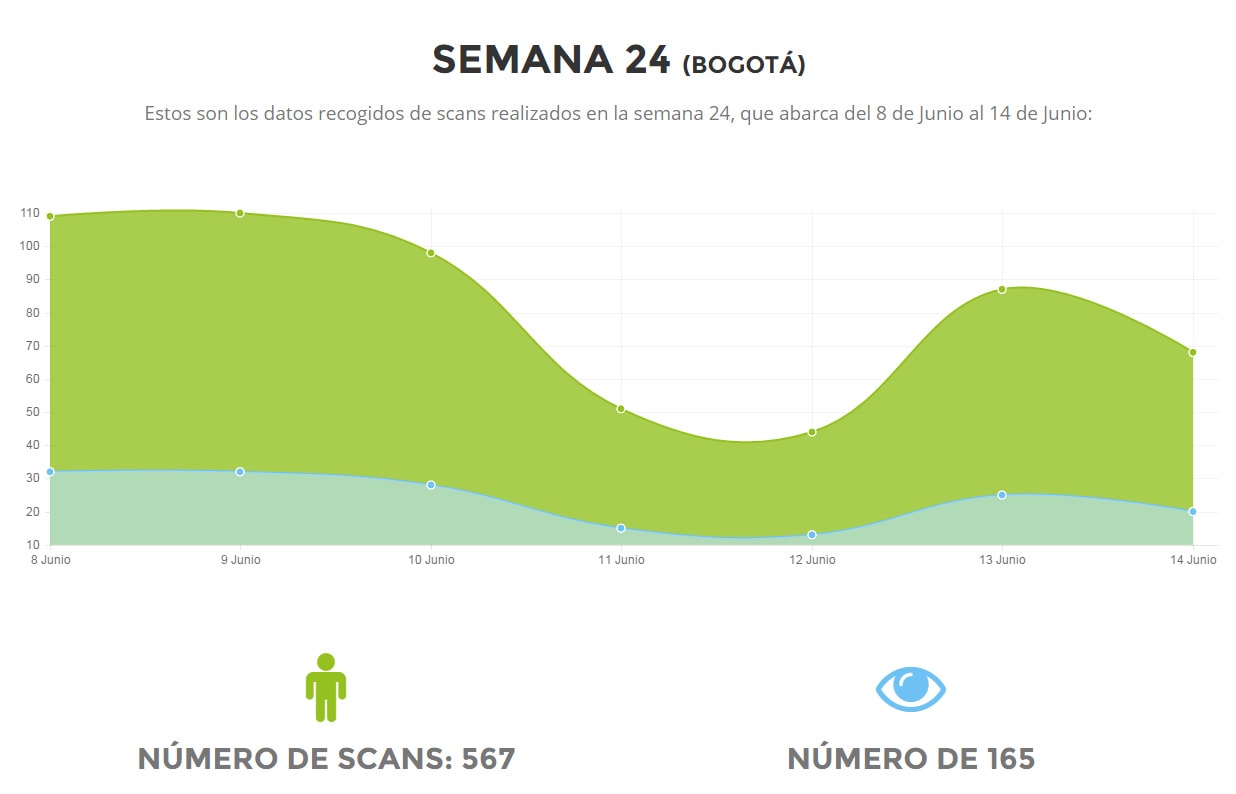 SEMANA 24 (BOGOTÁ)
Estos son los datos recogidos de scans realizados en la semana 24, que abarca del 8 de Junio al 14 de Junio:
110
100
90
80
70
60
50
40
30
20
10
8 Junio 9 Junio 10 Junio 11 Junio 12 Junio 13 Junio 14 Junio
NÚMERO DE SCANS: 567 NÚMERO DE 165